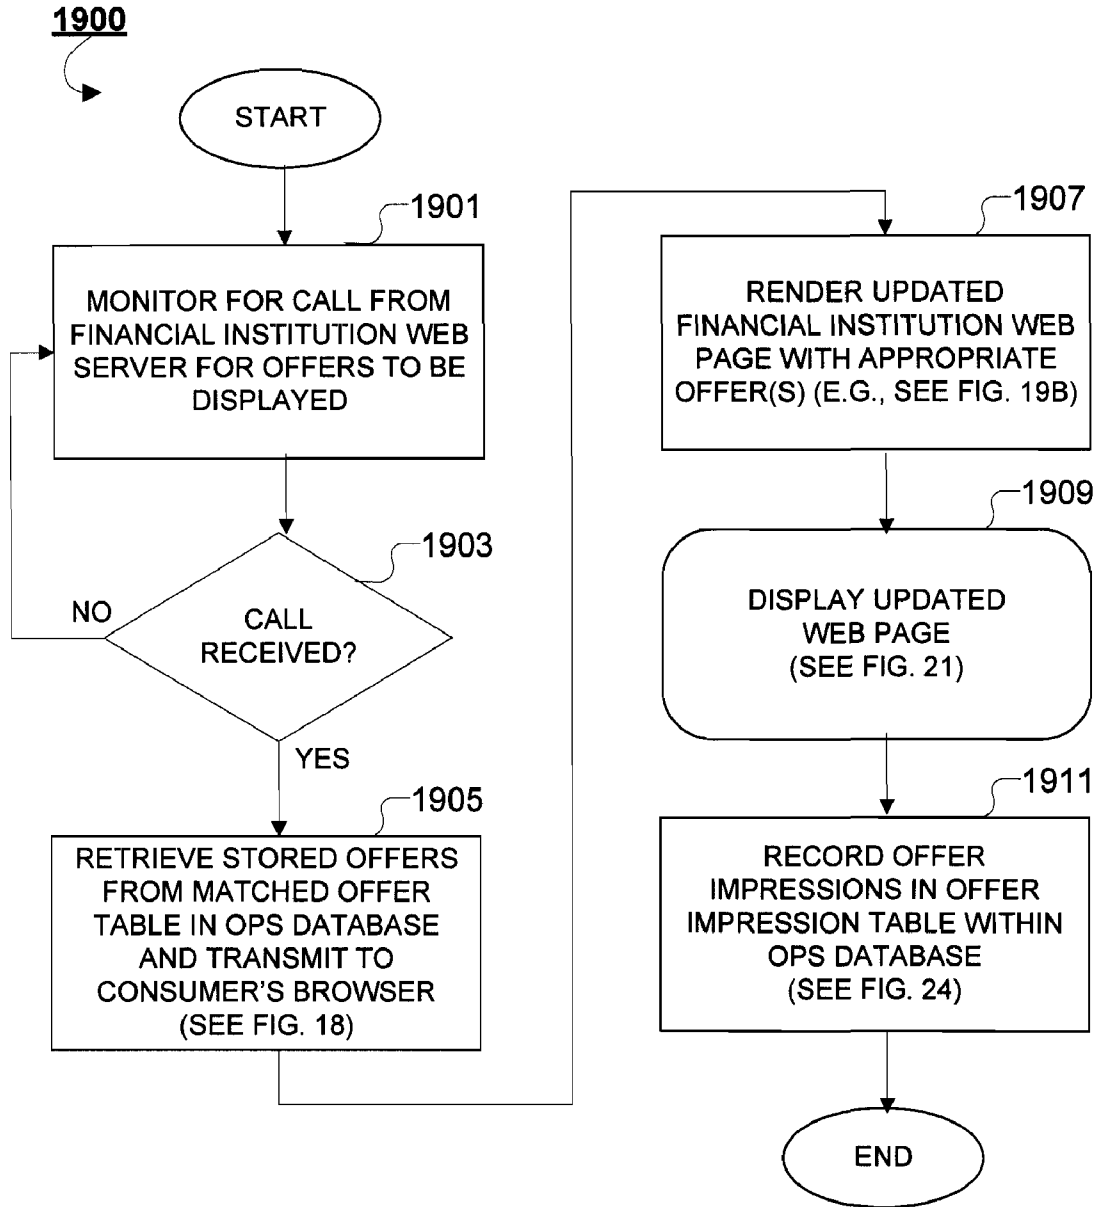 1900
START
1901
MONITOR FOR CALL FROM
FINANCIAL INSTITUTION WEB
SERVER FOR OFFERS TO BE
DISPLAYED
1903
NO
CALL
RECEIVED?
YES
1905
RETRIEVE STORED OFFERS
FROM MATCHED OFFER
TABLE IN OPS DATABASE
AND TRANSMIT TO
CONSUMER'S BROWSER
(SEE FIG. 18)
1907
RENDER UPDATED
FINANCIAL INSTITUTION WEB
PAGE WITH APPROPRIATE
OFFER(S) (E.G., SEE FIG. 19B)
1909
DISPLAY UPDATED
WEB PAGE
(SEE FIG. 21)
1911
RECORD OFFER
IMPRESSIONS IN OFFER
IMPRESSION TABLE WITHIN
OPS DATABASE
(SEE FIG. 24)
END